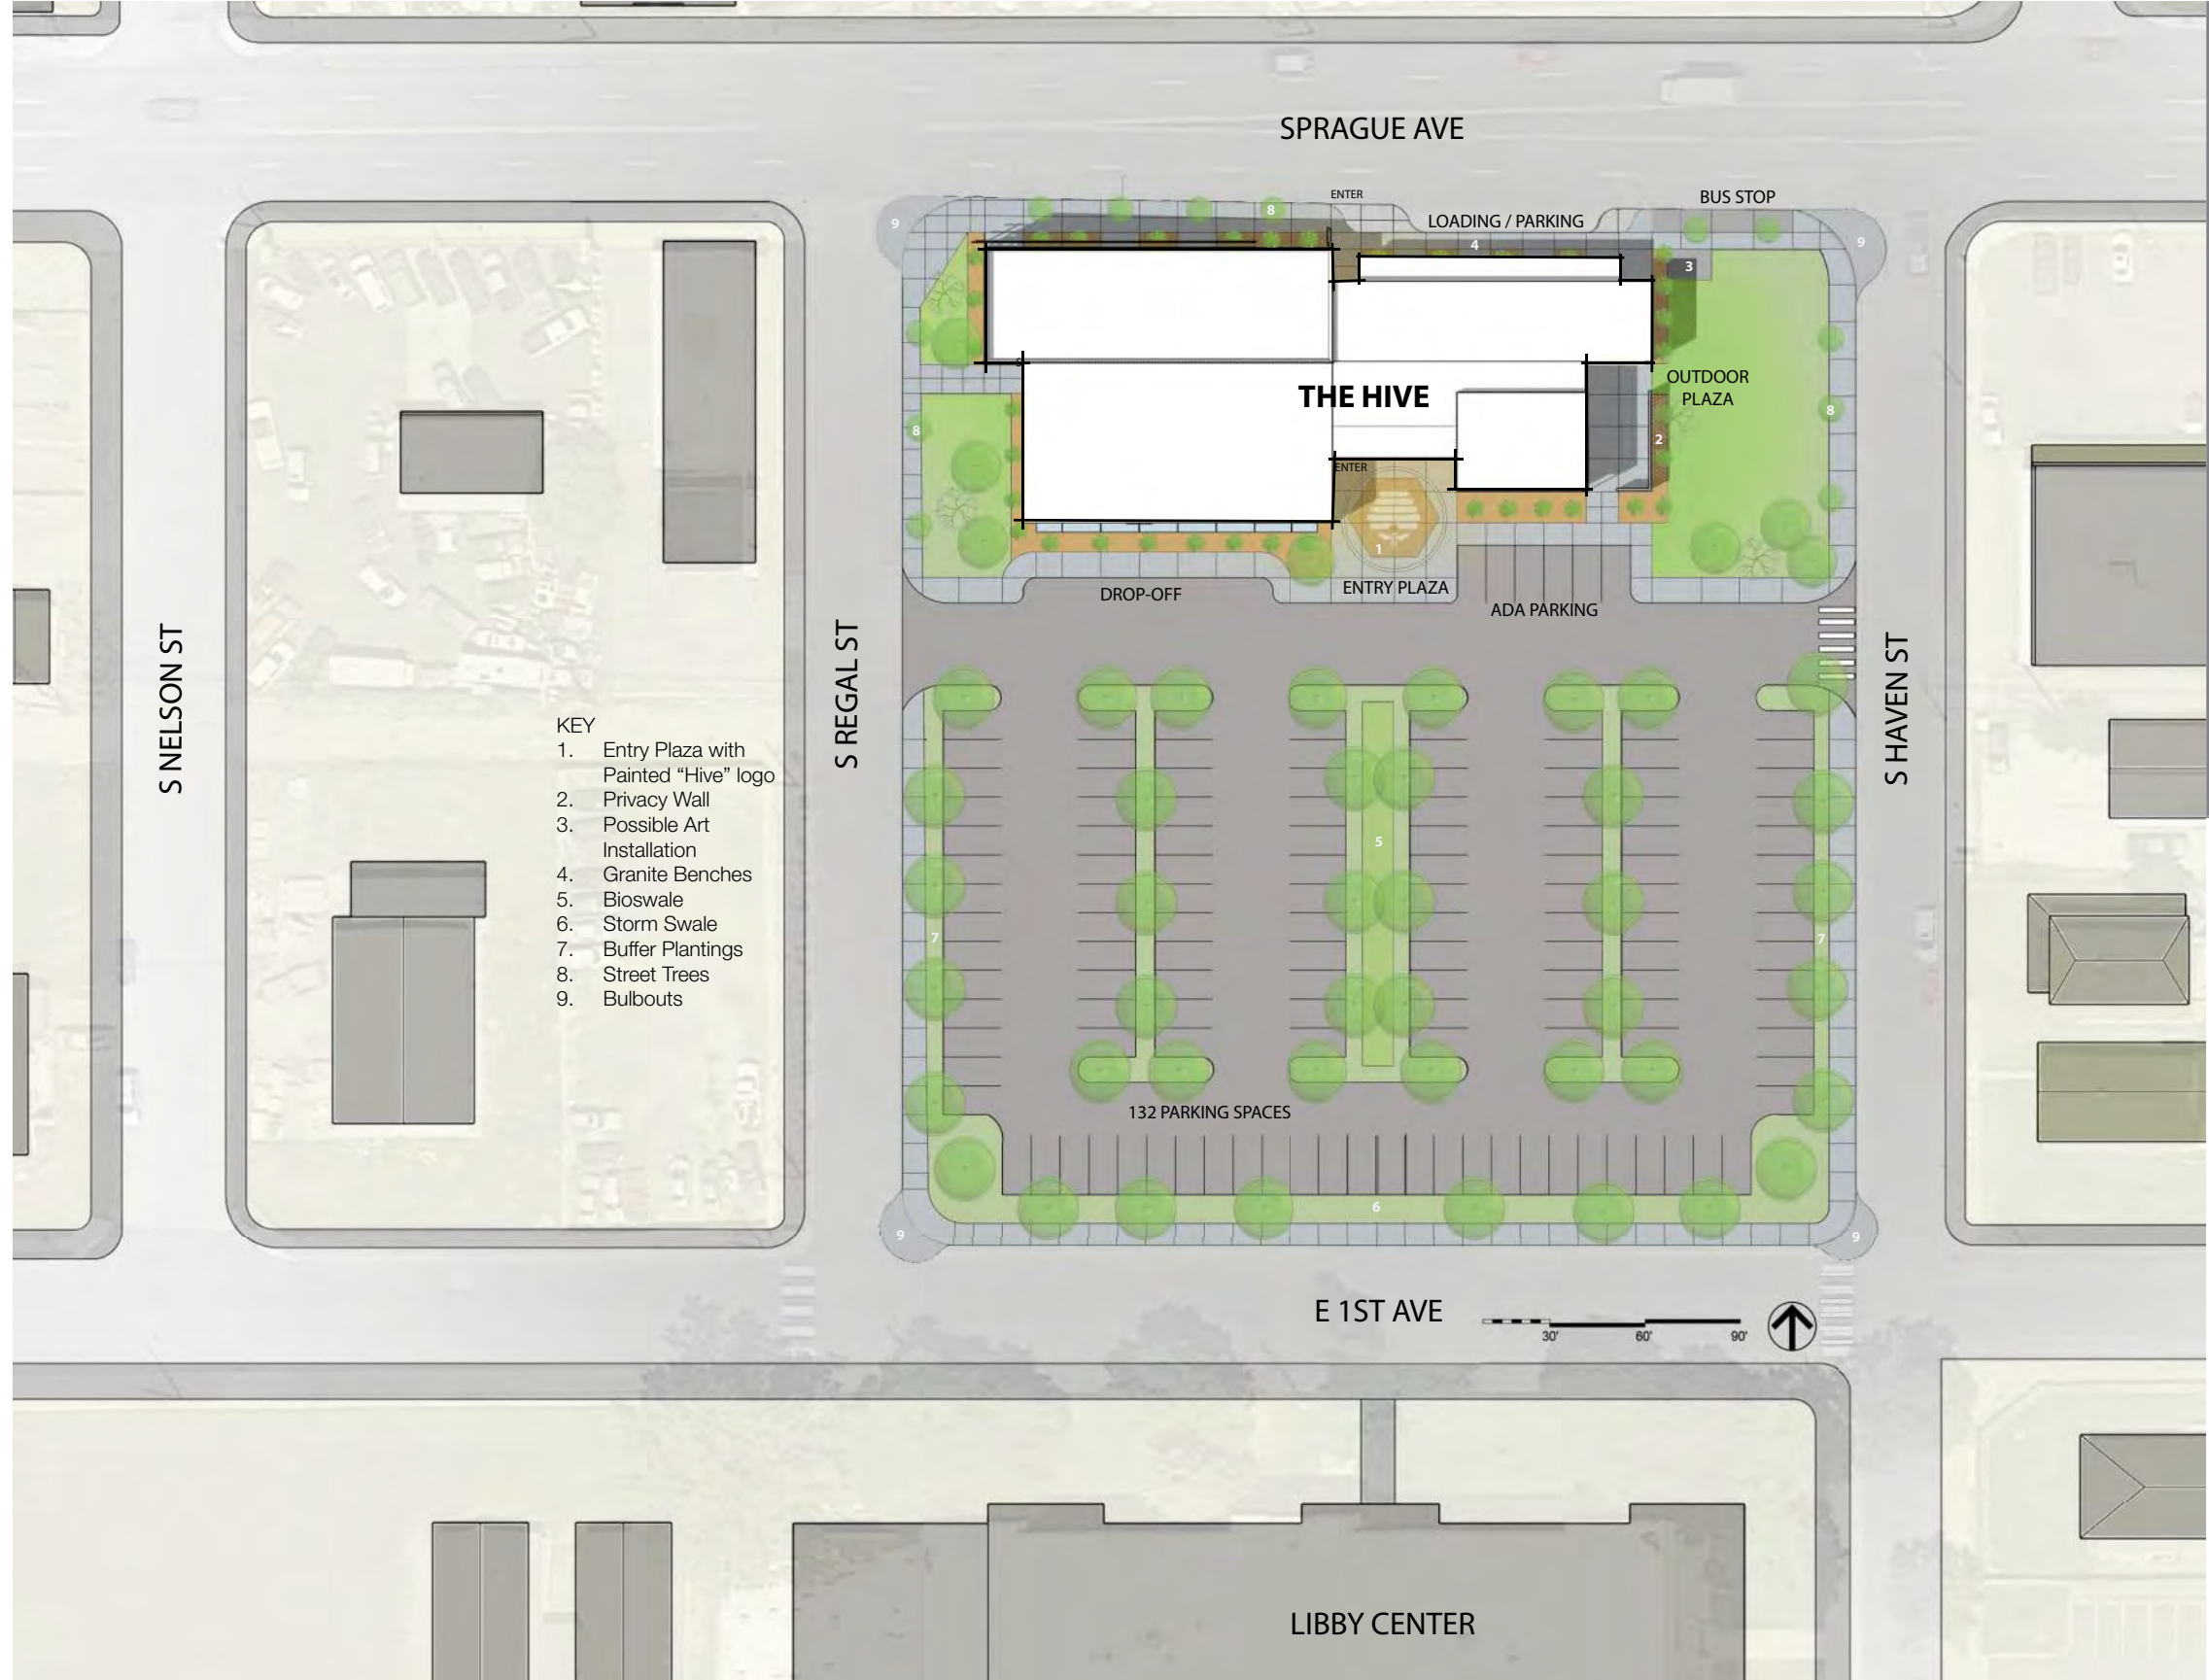 SPRAGUE AVE
ENTER
BUS STOP
LOADING / PARKING
8
9
9
4
3
THE HIVE
OUTDOOR
PLAZA
8
8
2
ENTER
1
DROP-OFF
ENTRY PLAZA
ADA PARKING
S NELSON ST
S REGAL ST
S HAVEN ST
KEY
1. Entry Plaza with
Painted “Hive” logo
2. Privacy Wall
3. Possible Art
Installation
4. Granite Benches
5. Bioswale
6. Storm Swale
7. Buffer Plantings
8. Street Trees
9. Bulbouts
5
7
7
132 PARKING SPACES
6
9
9
E 1ST AVE
30' 60' 90'
LIBBY CENTER